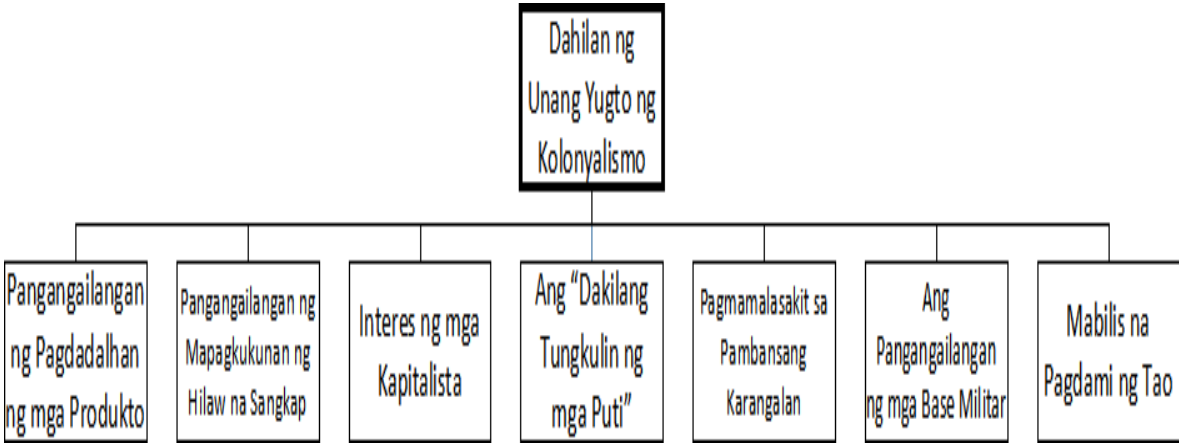 Dahilan ng
Unang Yugto ng
Kolonyalismo
Pangangailangan
ng Pagdadalhan
ng mga Produkto
Pangangailangan ng
Mapagkukunan ng
Hilaw na Sangkap
Interes ng mga
Kapitalista
Ang “Dakilang
Tungkulin ng
mga Puti”
Pagmamalasakit sa
Pambansang
Karangalan
Ang
Pangangailangan
ng mga Base Militar
Mabilis na
Pagdami ng Tao